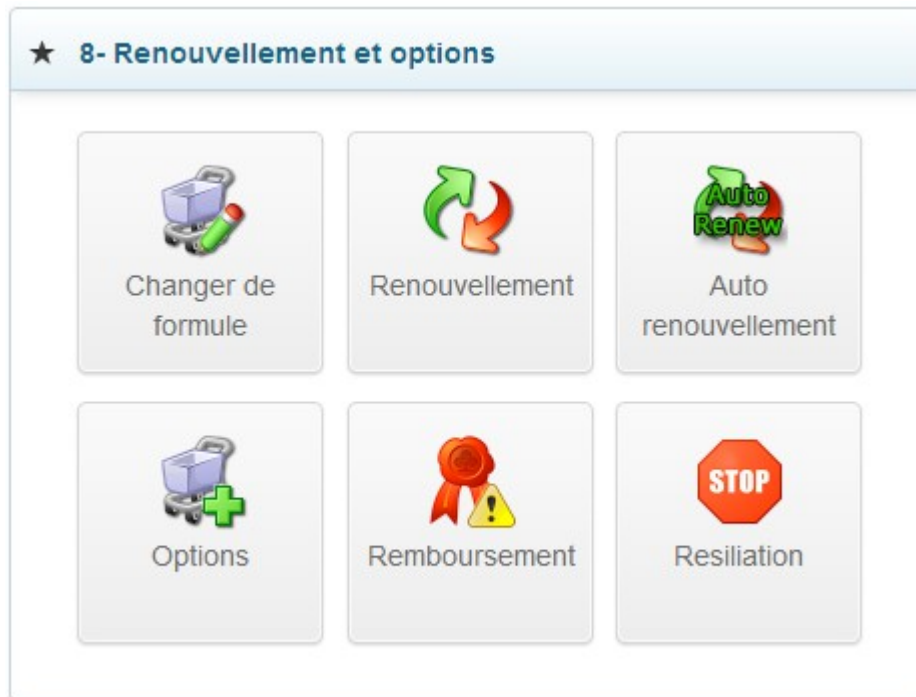 8- Renouvellement et options
Changer de
formule
Renouvellement
Auto
Renew
Auto
renouvellement
Options
Remboursement
STOP
Resiliation